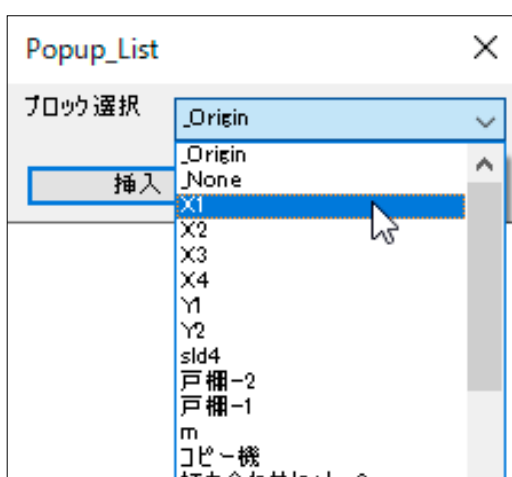 Popup_List
ブロック選択
_Origin
挿入
_Origin
_None
X1
X2
X3
X4
Y1
Y2
sld4
戸棚-2
戸棚-1
m
コピー機